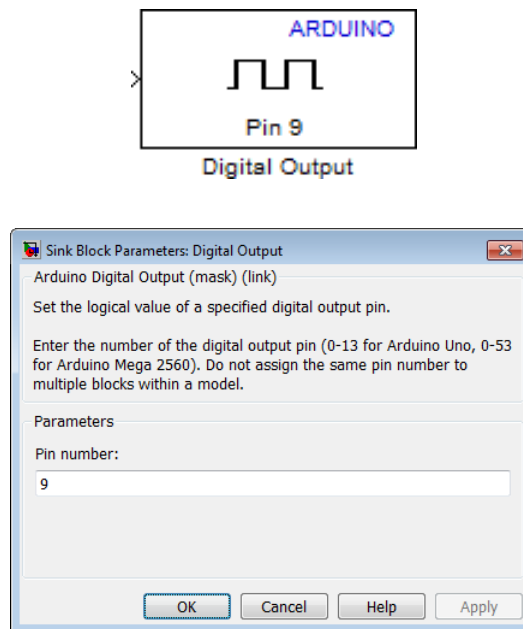 ARDUINO
Pin 9
Digital Output
Sink Block Parameters: Digital Output
Arduino Digital Output (mask) (link)
Set the logical value of a specified digital output pin.
Enter the number of the digital output pin (0-13 for Arduino Uno, 0-53
for Arduino Mega 2560). Do not assign the same pin number to
multiple blocks within a model.
Parameters
Pin number:
9
OK Cancel Help Apply